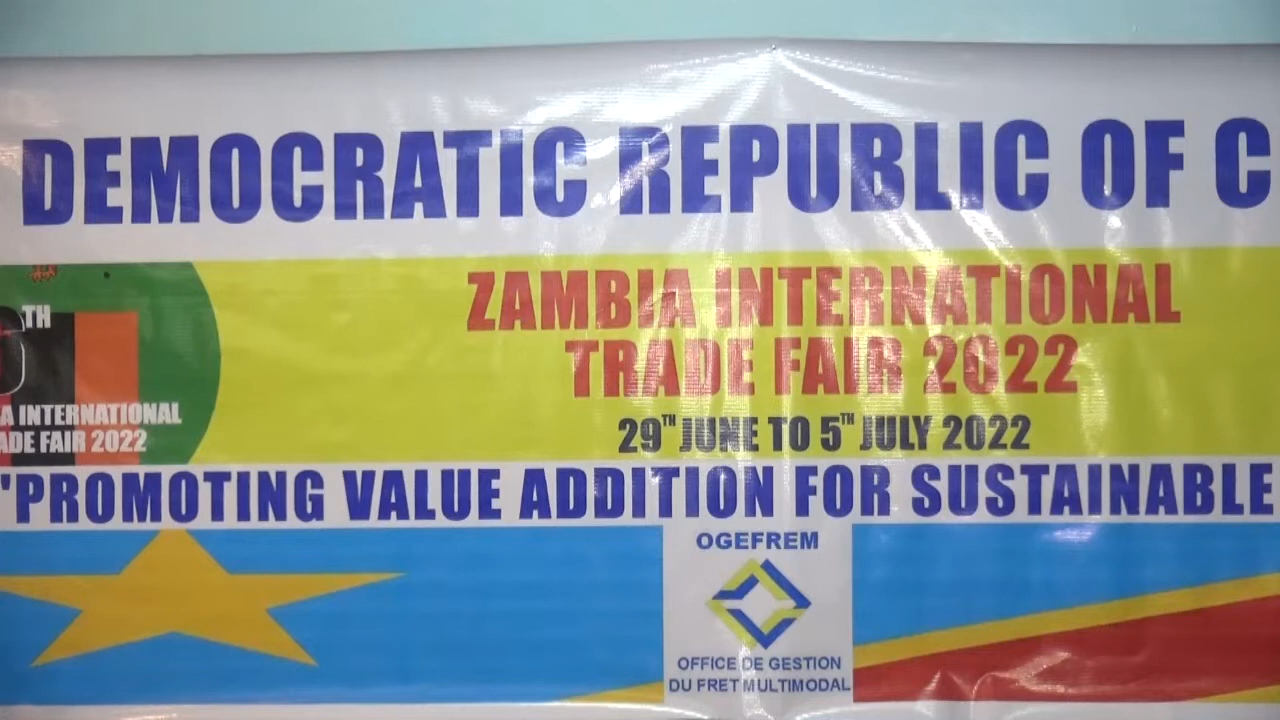 DEMOCRATIC REPUBLIC OF C
ZAMBIA INTERNATIONAL
TRADE FAIR 2022
29TH JUNE TO 5TH JULY 2022
TH
A INTERNATIONAL
ADE FAIR 2022
"PROMOTING VALUE ADDITION FOR SUSTAINABLE
OGEFREM
OFFICE DE GESTION
DU FRET MULTIMODAL